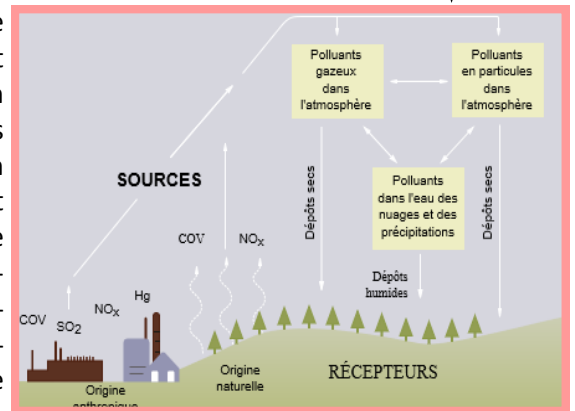 Polluants
gazeux
dans
l'atmosphère
Polluants
en particules
dans
l'atmosphère
SOURCES
Dépôts secs
Polluants
dans l'eau des
nuages et des
précipitations
Dépôts secs
COV
NOx
Dépôts
humides
COV
SO2
NOx
Hg
Origine
anthropique
Origine
naturelle
RÉCEPTEURS